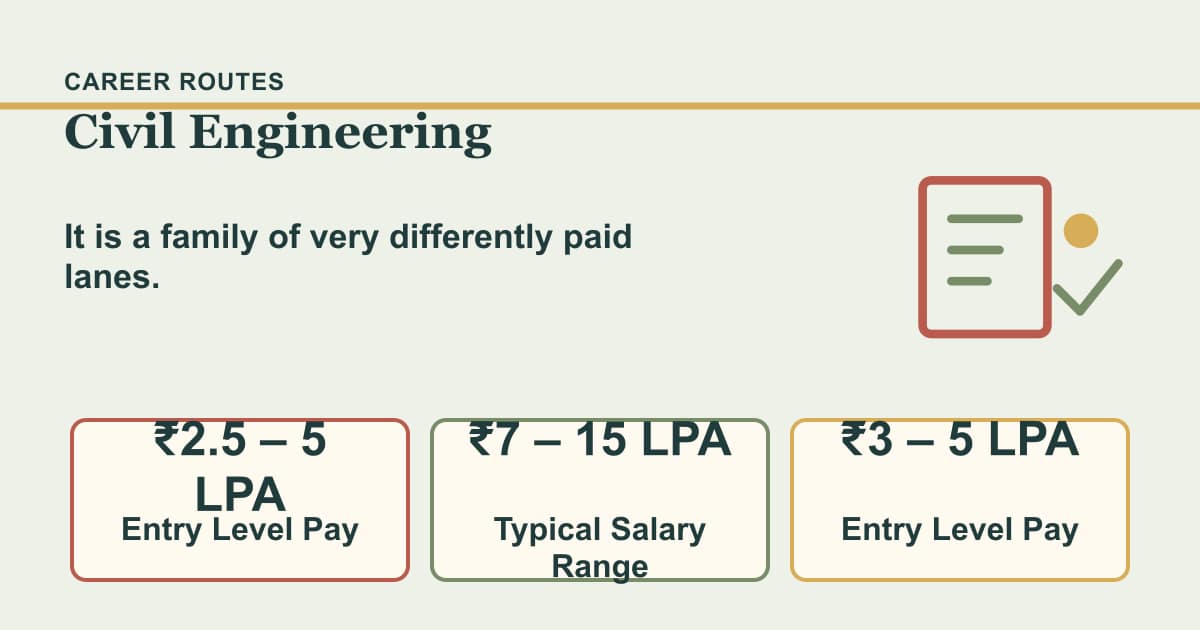 CAREER ROUTES
Civil Engineering
It is a family of very differently paid
lanes.
₹2.5 – 5
LPA
Entry Level Pay
₹7 – 15 LPA
Typical Salary
Range
₹3 – 5 LPA
Entry Level Pay